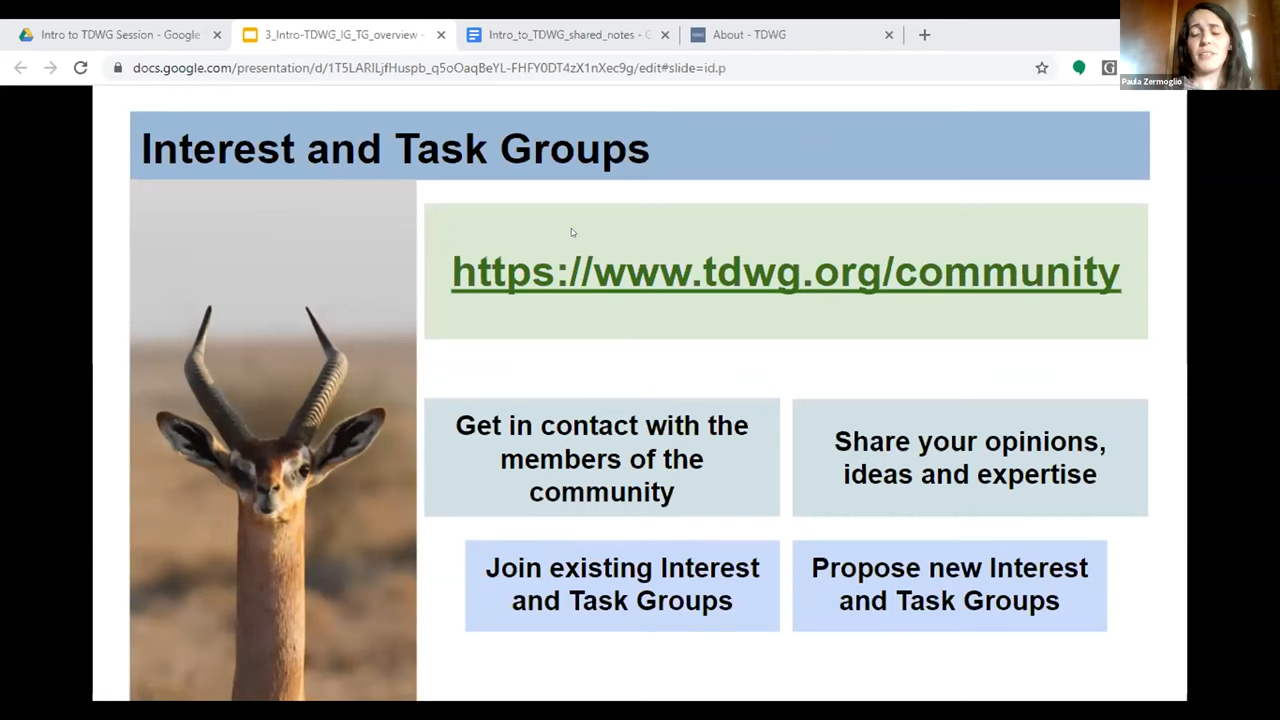 Intro to TDWG Session - Google
3_Intro-TDWG_IG_TG_overview -
Intro_to_TDWG_shared_notes -
About - TDWG
docs.google.com/presentation/d/1T5LARlLjfHuspb_q5oOaqBeYL-FHFY0DT4zX1nXec9g/edit#slide=id.p
Paula Zermoglio
Interest and Task Groups
https://www.tdwg.org/community
Get in contact with the
members of the
community
Share your opinions,
ideas and expertise
Join existing Interest
and Task Groups
Propose new Interest
and Task Groups